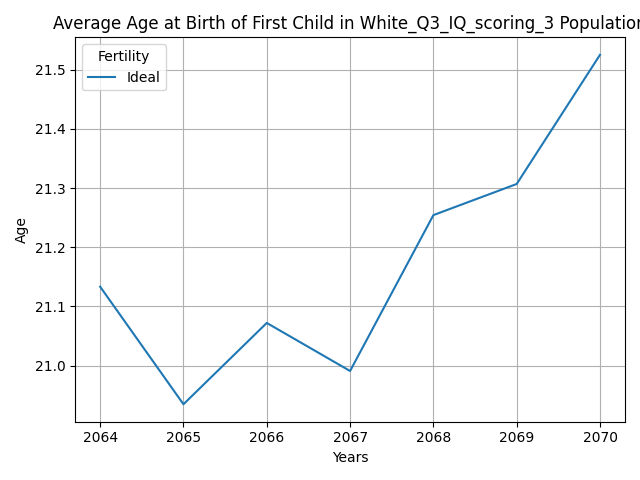 Average Age at Birth of First Child in White_Q3_IQ_scoring_3 Population
Fertility
Ideal
21.5
21.4
21.3
21.2
21.1
21.0
Age
2064 2065 2066 2067 2068 2069 2070
Years